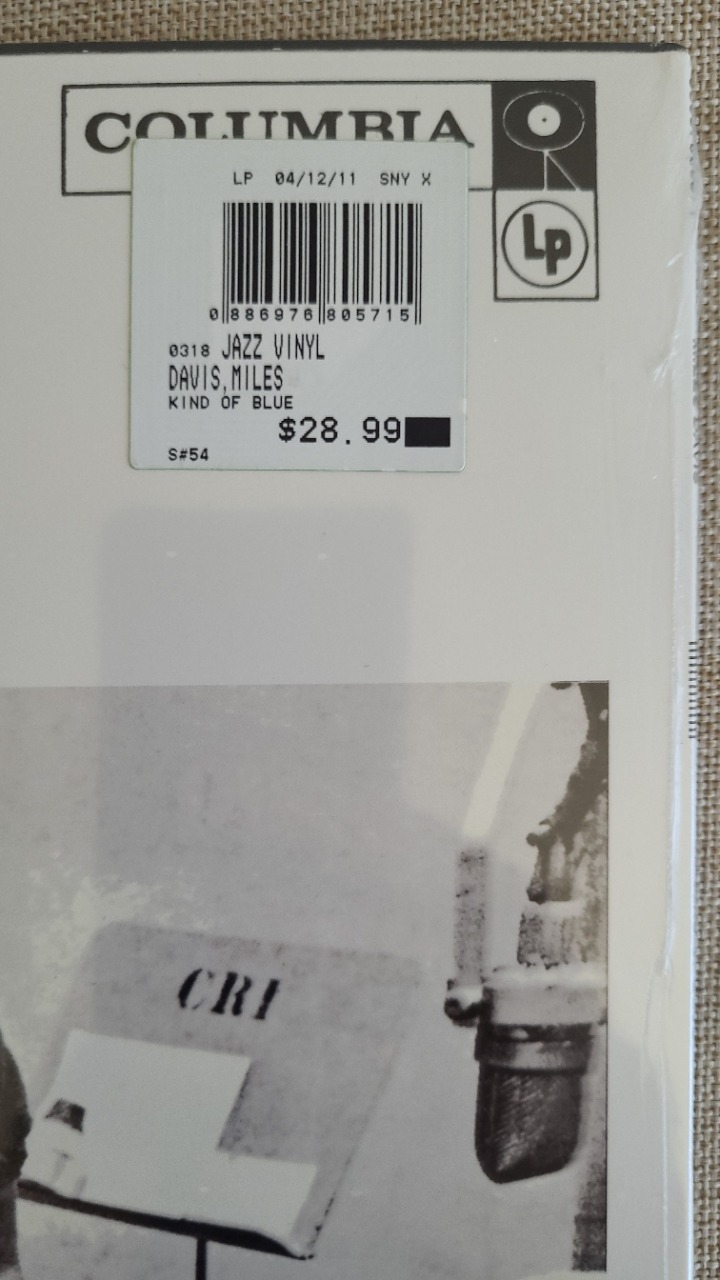 COLUMBIA
Lp
LP 04/12/11 SNY X
0 886976 805715
0318 JAZZ VINYL
DAVIS,MILES
KIND OF BLUE
$28.99
S#54
CRI